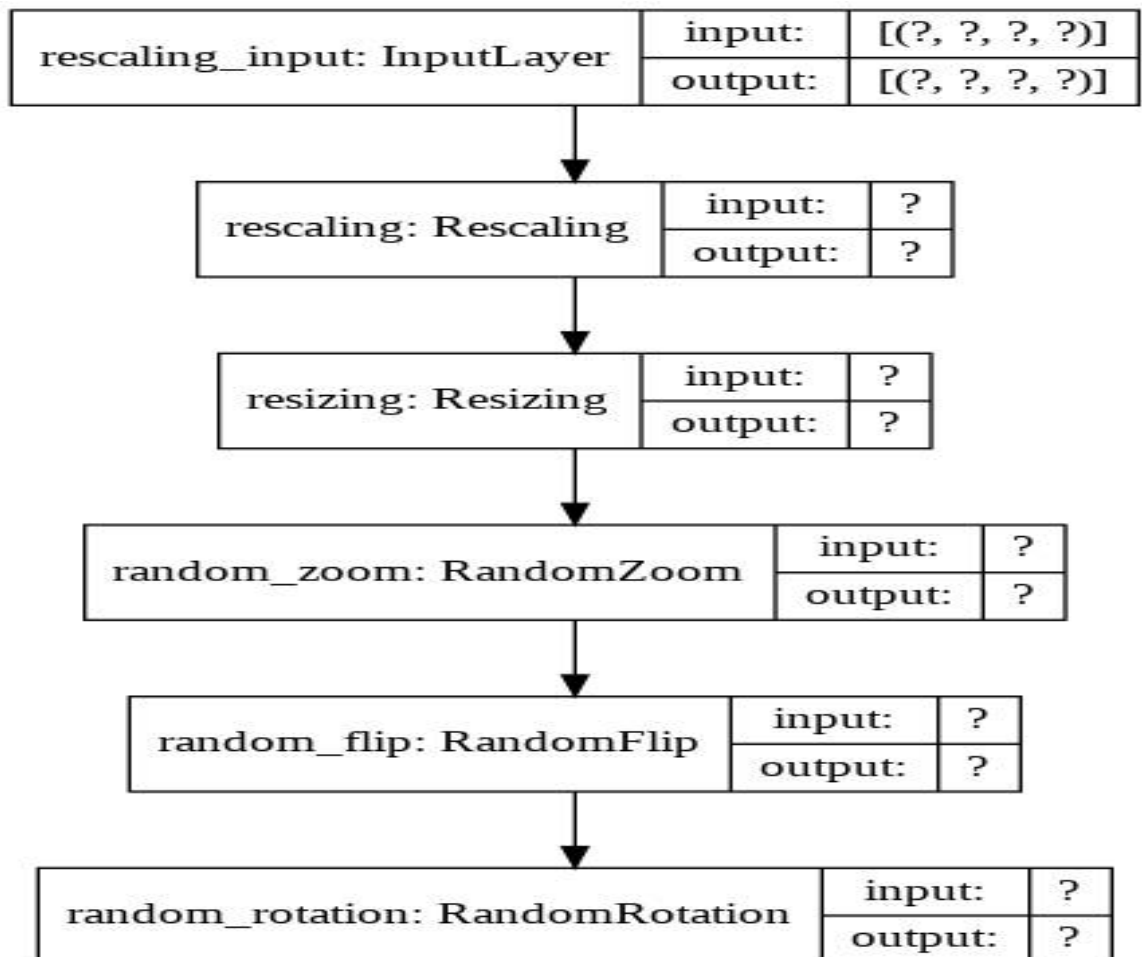 rescaling_input: InputLayer
input: [(?, ?, ?, ?)]
output: [(?, ?, ?, ?)]
rescaling: Rescaling
input: ?
output: ?
resizing: Resizing
input: ?
output: ?
random_zoom: RandomZoom
input: ?
output: ?
random_flip: RandomFlip
input: ?
output: ?
random_rotation: RandomRotation
input: ?
output: ?